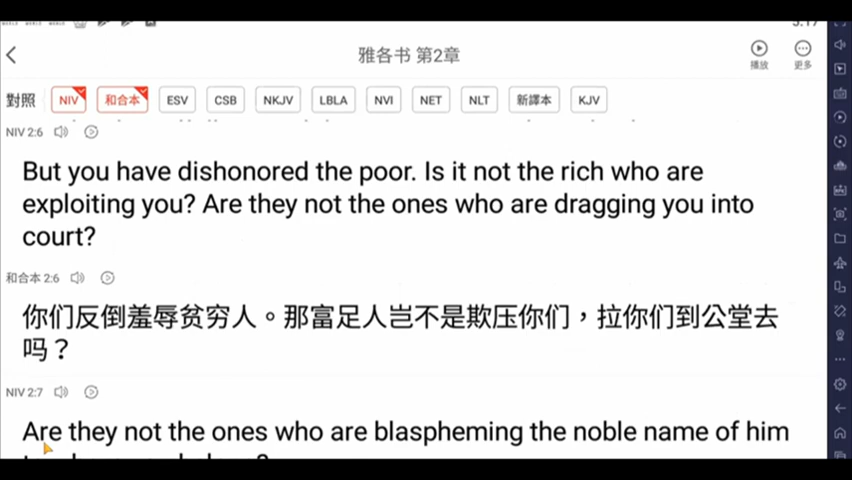 雅各书 第2章
播放
更多
對照 NIV 和合本 ESV CSB NKJV LBLA NVI NET NLT 新譯本 KJV
NIV 2:6
But you have dishonored the poor. Is it not the rich who are
exploiting you? Are they not the ones who are dragging you into
court?
和合本 2:6
你们反倒羞辱贫穷人。那富足人岂不是欺压你们，拉你们到公堂去
吗？
NIV 2:7
Are they not the ones who are blaspheming the noble name of him